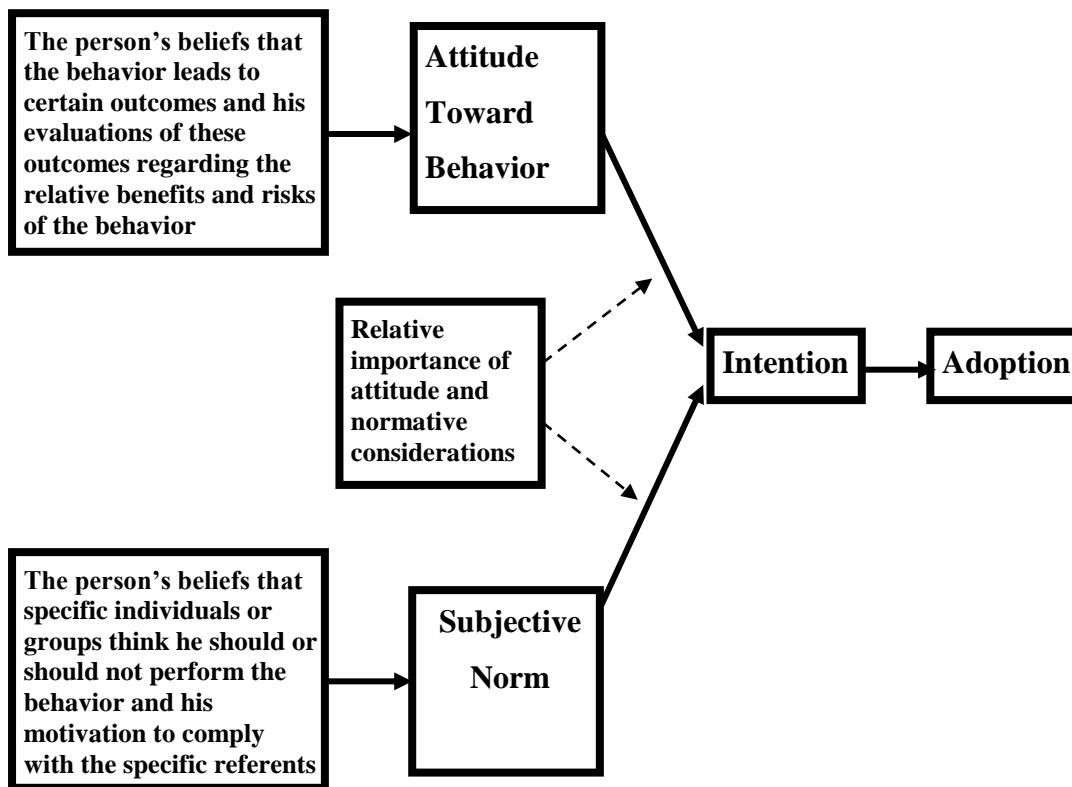 The person’s beliefs that
the behavior leads to
certain outcomes and his
evaluations of these
outcomes regarding the
relative benefits and risks
of the behavior
Attitude
Toward
Behavior
Relative
importance of
attitude and
normative
considerations
Intention
Adoption
The person’s beliefs that
specific individuals or
groups think he should or
should not perform the
behavior and his
motivation to comply
with the specific referents
Subjective
Norm